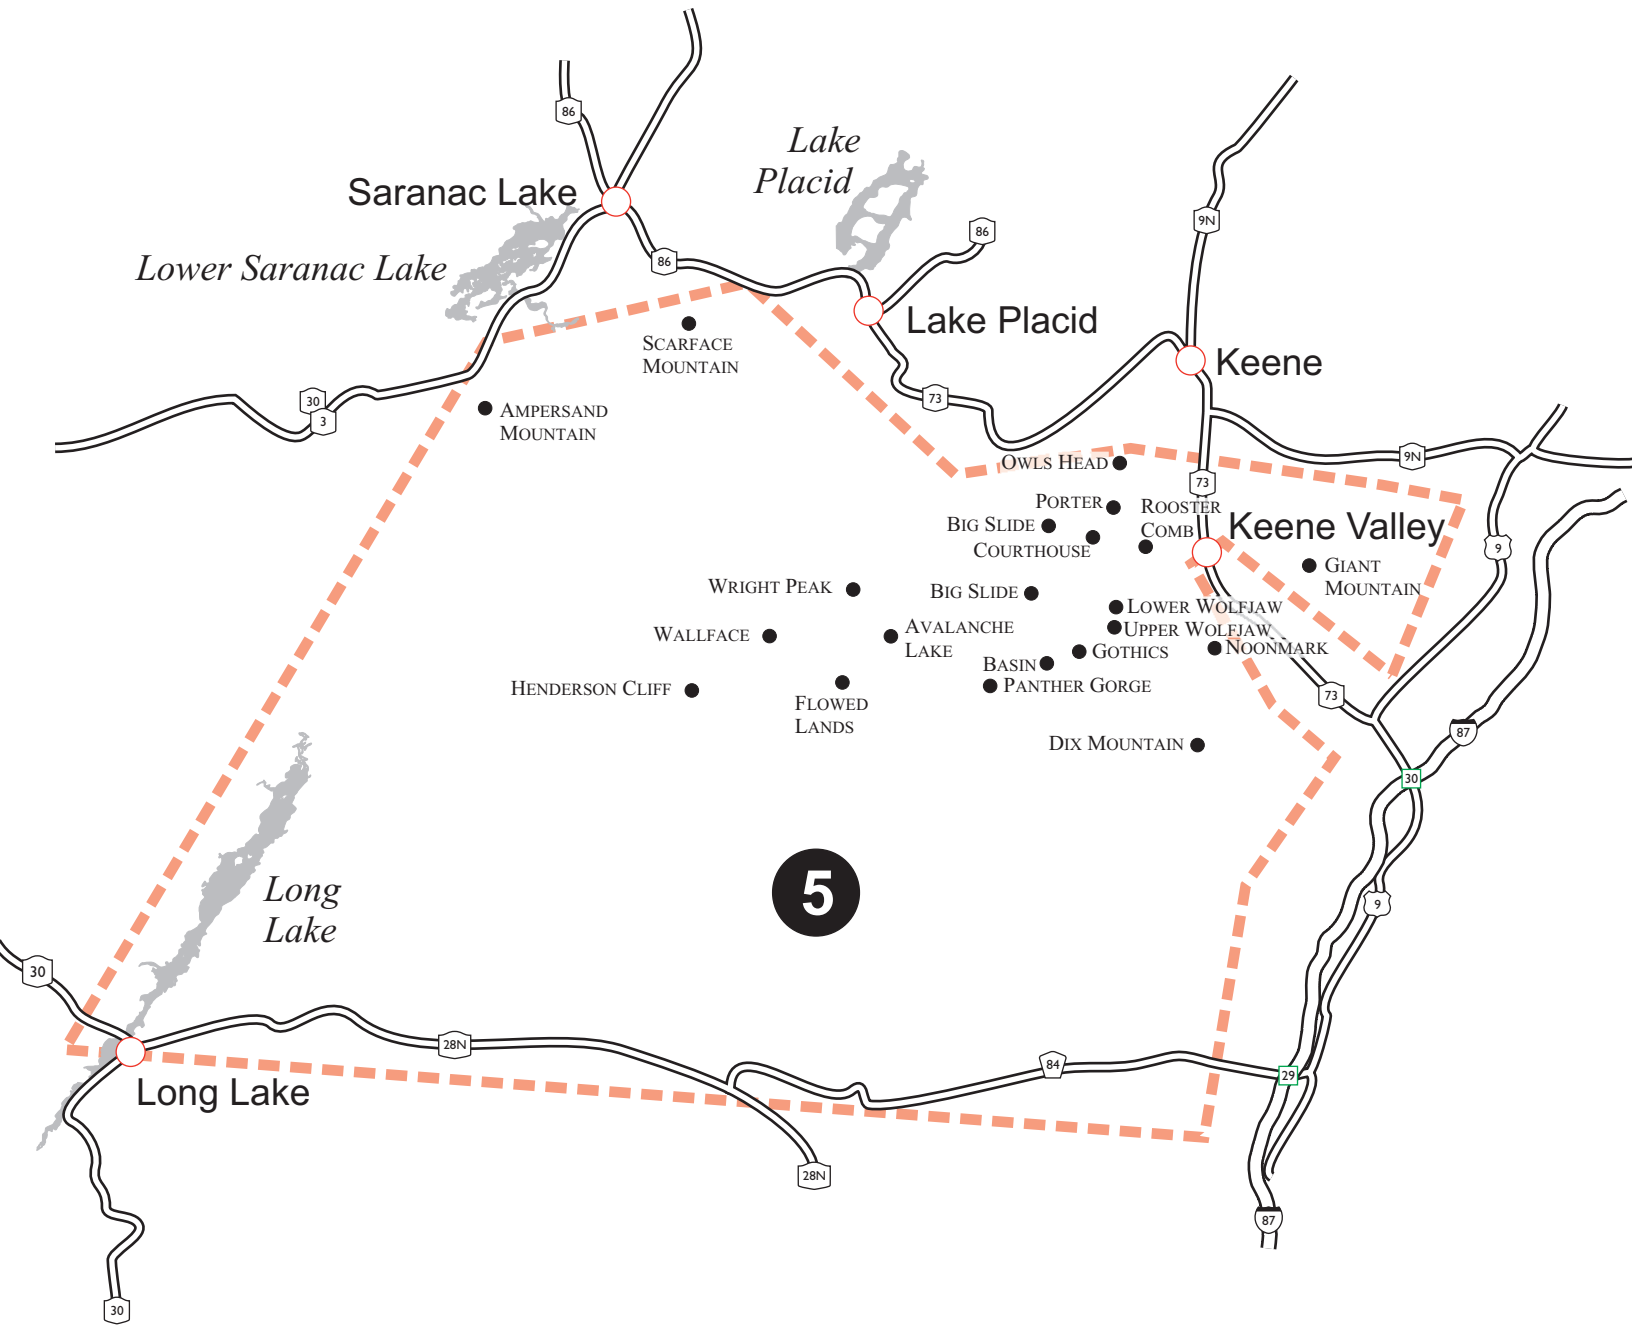 86
Lake
Placid
Saranac Lake
9N
86
Lower Saranac Lake
86
Lake Placid
SCARFACE
MOUNTAIN
Keene
30
3
73
AMPERSAND
MOUNTAIN
9N
OWLS HEAD
73
PORTER
ROOSTER
COMB
BIG SLIDE
COURTHOUSE
Keene Valley
9
GIANT
MOUNTAIN
WRIGHT PEAK
BIG SLIDE
LOWER WOLFJAW
UPPER WOLFJAW
WALLFACE
AVALANCHE
LAKE
GOTHICS
NOONMARK
BASIN
PANTHER GORGE
HENDERSON CLIFF
FLOWED
LANDS
73
87
DIX MOUNTAIN
30
5
Long
Lake
9
30
28N
84
29
Long Lake
28N
87
30